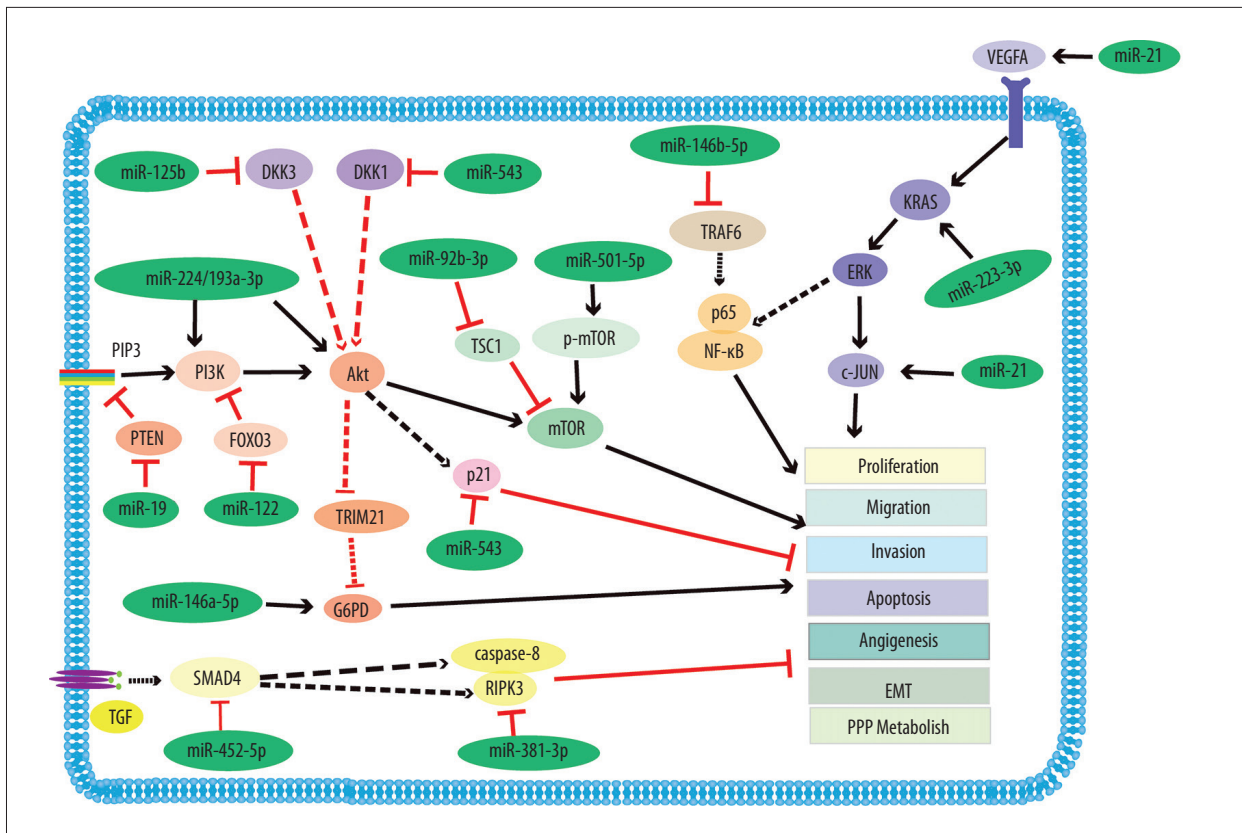 VEGFA
miR-21
miR-146b-5p
miR-125b
DKK3
DKK1
miR-543
KRAS
TRAF6
miR-92b-3p
miR-501-5p
miR-224/193a-3p
ERK
miR-223-3p
p65
p-mTOR
TSC1
NF-κB
PIP3
PI3K
Akt
c-JUN
miR-21
mTOR
PTEN
FOXO3
p21
Proliferation
miR-19
miR-122
Migration
TRIM21
miR-543
Invasion
miR-146a-5p
G6PD
Apoptosis
Angigenesis
caspase-8
SMAD4
RIPK3
EMT
TGF
PPP Metabolish
miR-452-5p
miR-381-3p